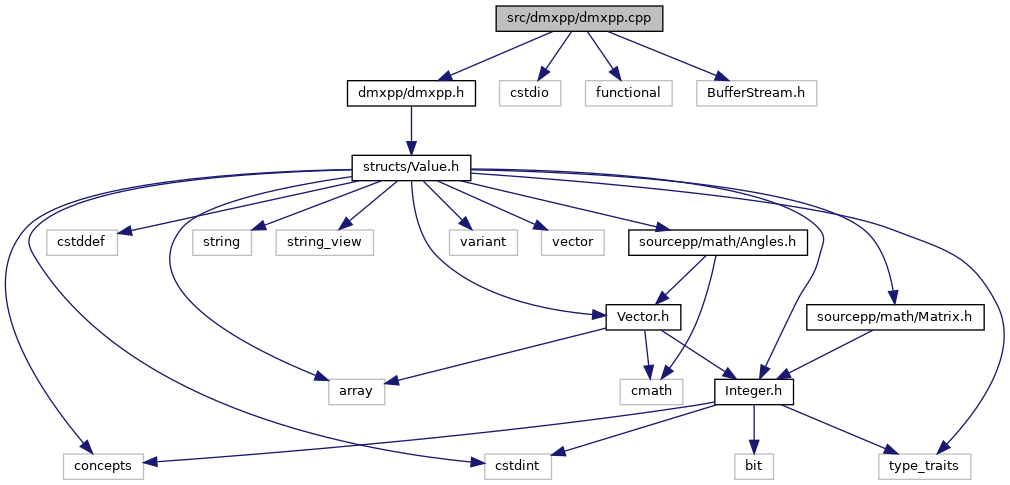 src/dmxpp/dmxpp.cpp
dmxpp/dmxpp.h
cstdio
functional
BufferStream.h
structs/Value.h
cstddef
string
string_view
variant
vector
sourcepp/math/Angles.h
Vector.h
sourcepp/math/Matrix.h
array
cmath
Integer.h
concepts
cstdint
bit
type_traits